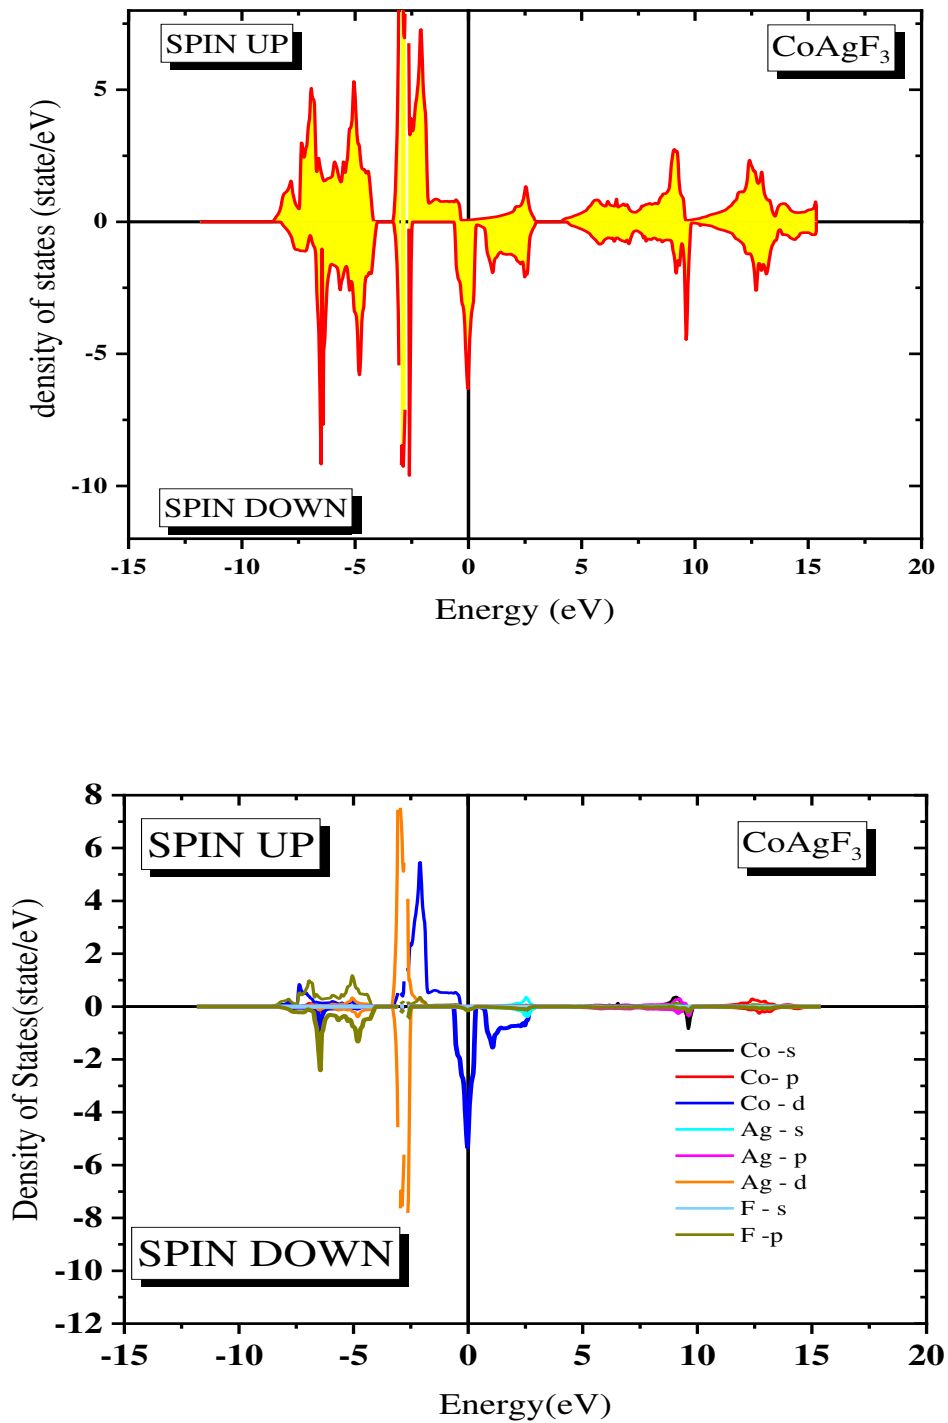 SPIN UP
CoAgF₃
5
0
-5
-10
density of states (state/eV)
SPIN DOWN
-15 -10 -5 0 5 10 15 20
Energy (eV)
8
6
4
2
0
-2
-4
-6
-8
-10
-12
Density of States(state/eV)
SPIN UP
CoAgF₃
Co -s
Co- p
Co - d
Ag - s
Ag - p
Ag - d
F - s
F -p
SPIN DOWN
-15 -10 -5 0 5 10 15 20
Energy(eV)